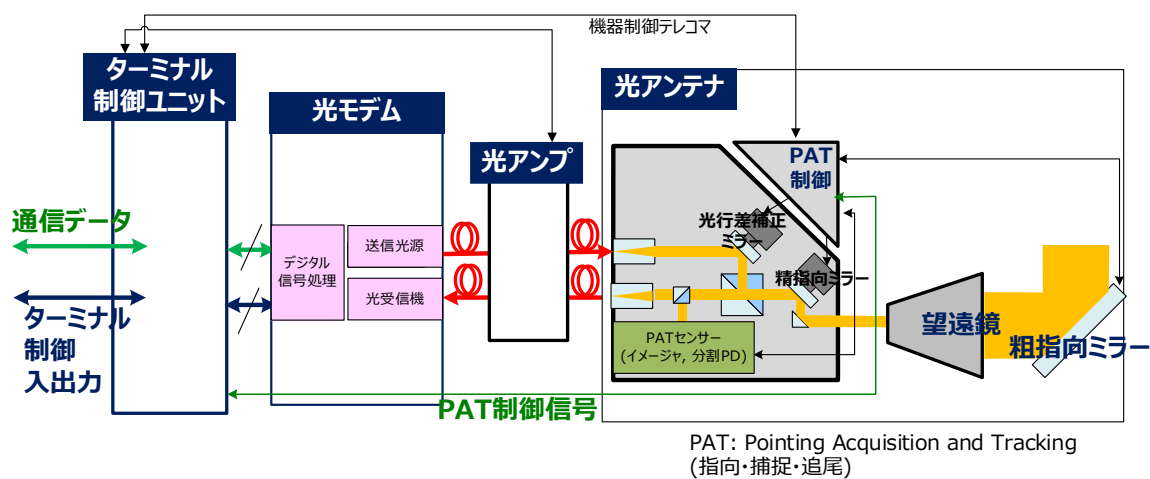 機器制御テレコマ
ターミナル
制御ユニット
光モデム
光アンプ
光アンテナ
PAT
制御
通信データ
光行差補正
ミラー
送信光源
デジタル
信号処理
光受信機
精指向ミラー
ターミナル
制御
入出力
PATセンサー
(イメージャ, 分割PD)
望遠鏡
粗指向ミラー
PAT制御信号
PAT: Pointing Acquisition and Tracking
(指向・捕捉・追尾)